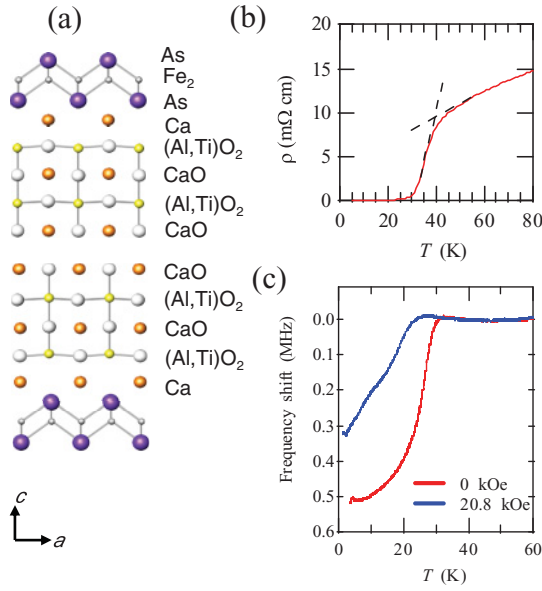 (a)
As
Fe2
As
Ca
(Al,Ti)O2
CaO
(Al,Ti)O2
CaO
CaO
(Al,Ti)O2
CaO
(Al,Ti)O2
Ca
c
a
(b)
ρ (mΩ cm)
20
15
10
5
0
0 20 40 60 80
T (K)
(c)
Frequency shift (MHz)
0.0
0.1
0.2
0.3
0.4
0.5
0.6
0 kOe
20.8 kOe
0 20 40 60
T (K)